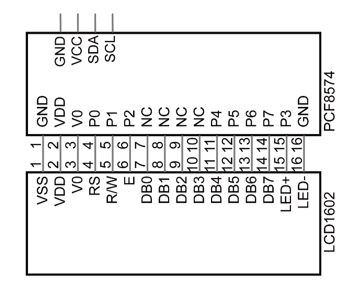 GND
VCC
SDA
SCL
GND VDD V0 P0 P1 P2 NC NC NC NC P4 P5 P6 P7 P3 GND
PCF8574
1 2 3 4 5 6 7 8 9 10 11 12 13 14 15 16
1 2 3 4 5 6 7 8 9 10 11 12 13 14 15 16
VSS VDD V0 RS R/W E DB0 DB1 DB2 DB3 DB4 DB5 DB6 DB7 LED+ LED-
LCD1602